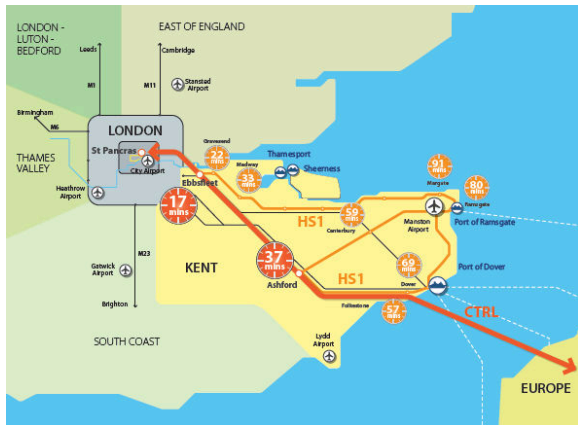 LONDON -
LUTON -
BEDFORD
EAST OF ENGLAND
Leeds
Cambridge
M1
M11
Stansted
Airport
Birmingham
M6
LONDON
St Pancras
City Airport
THAMES
VALLEY
Heathrow
Airport
Gravesend
22
mins
Medway
33
mins
Thamesport
Sheerness
Ebbsfleet
17
mins
91
mins
Margate
80
mins
Ramsgate
HS1
59
mins
Canterbury
Manston
Airport
Port of Ramsgate
M23
KENT
37
mins
Ashford
HS1
69
mins
Dover
Port of Dover
Gatwick
Airport
Brighton
Folkestone
57
mins
CTRL
SOUTH COAST
Lydd
Airport
EUROPE